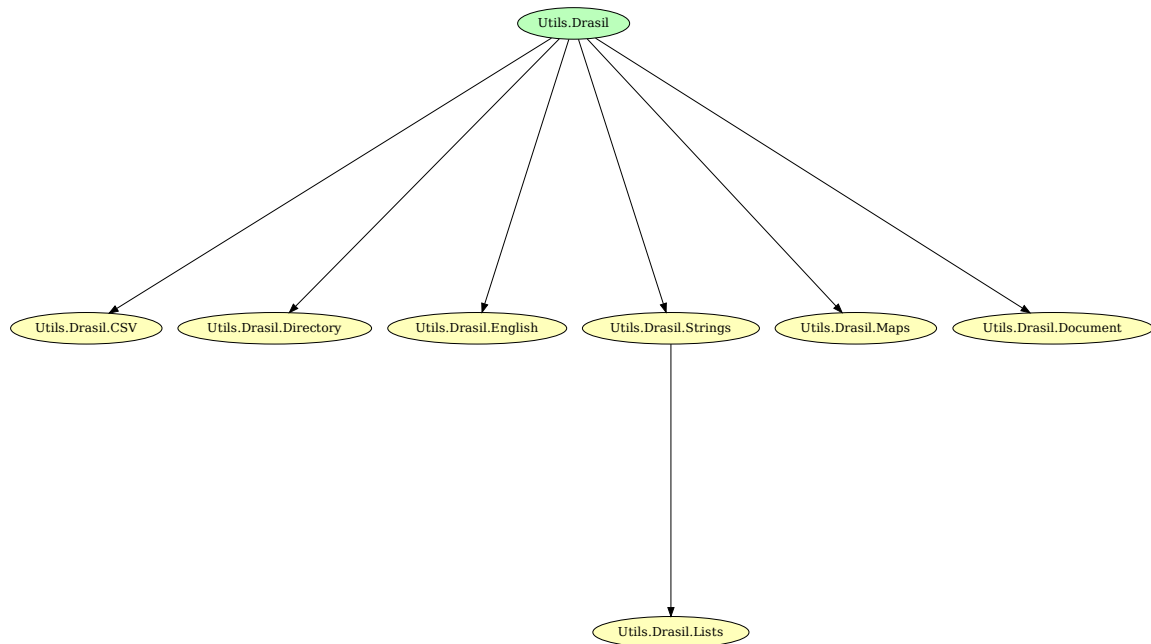 Utils.Drasil
Utils.Drasil.CSV
Utils.Drasil.Directory
Utils.Drasil.English
Utils.Drasil.Strings
Utils.Drasil.Maps
Utils.Drasil.Document
Utils.Drasil.Lists